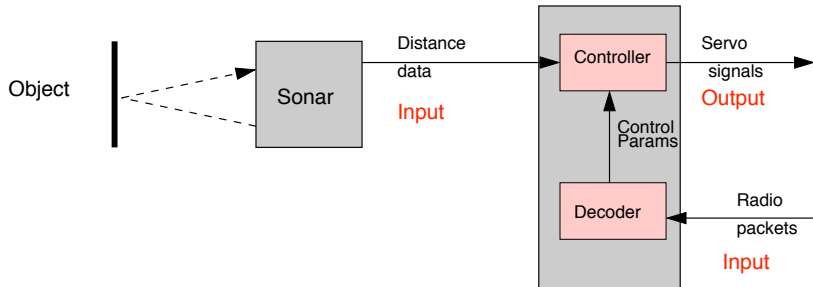 Object
Sonar
Distance
data
Input
Controller
Servo
signals
Output
Control
Params
Decoder
Radio
packets
Input